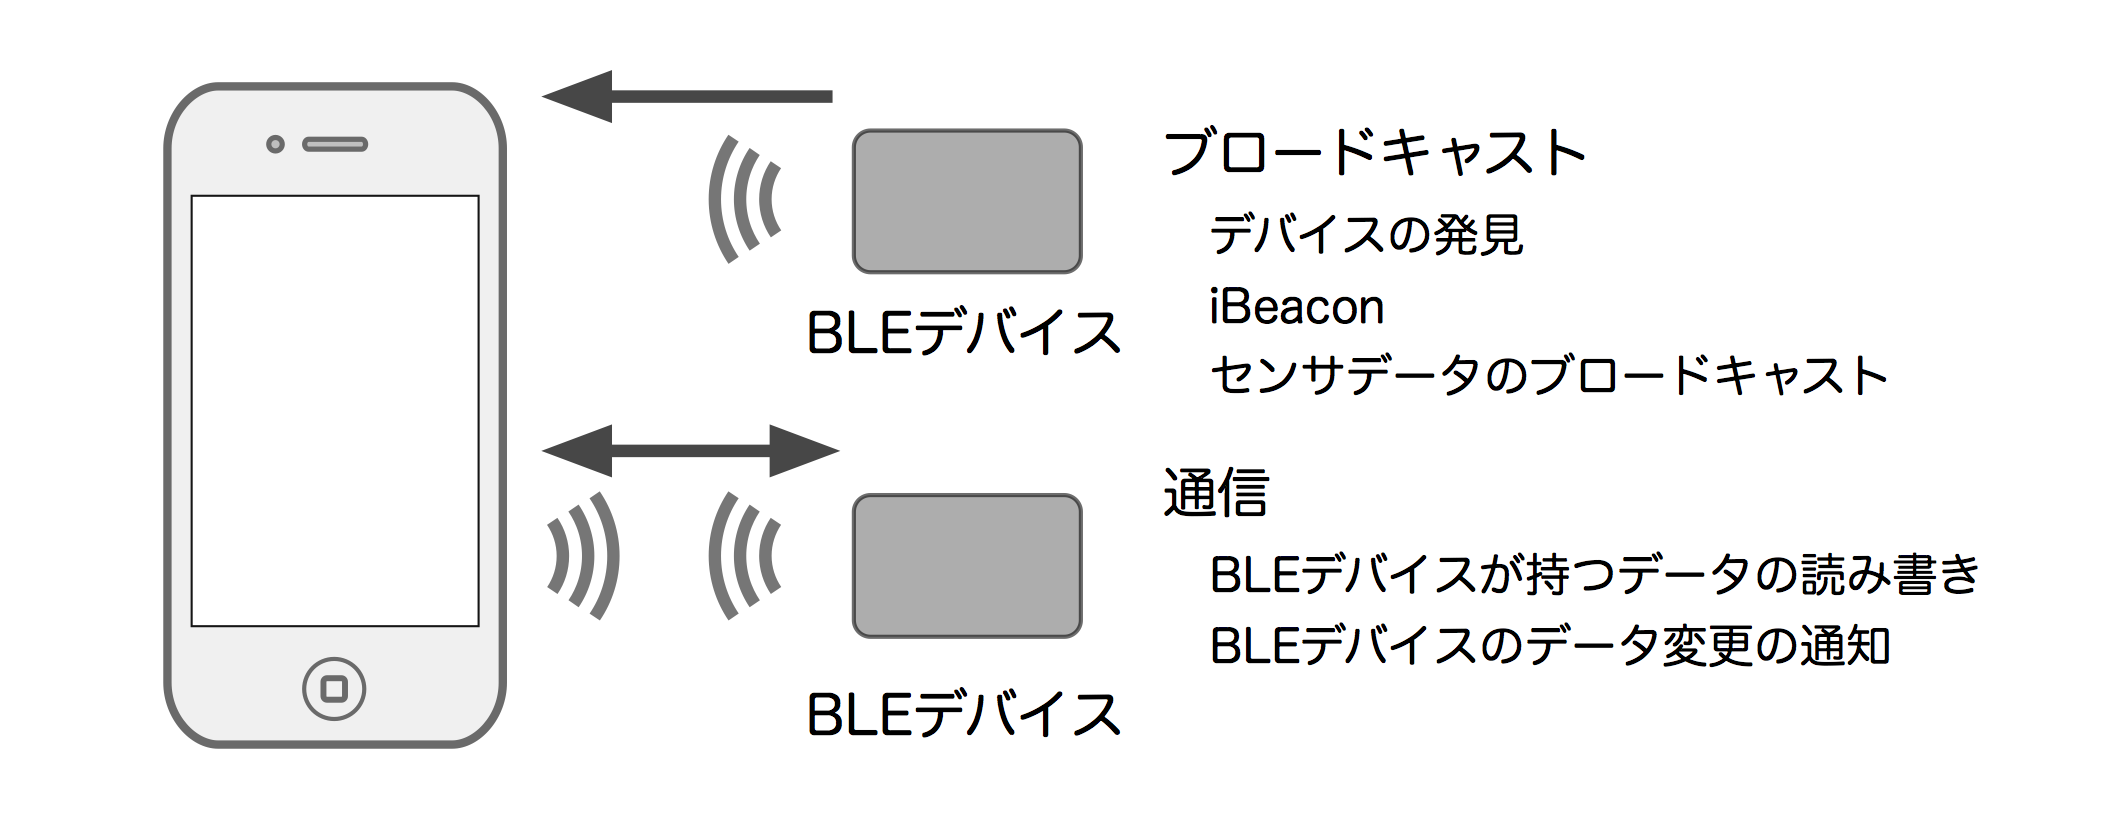 ブロードキャスト
デバイスの発見
iBeacon
センサデータのブロードキャスト
BLEデバイス
通信
BLEデバイスが持つデータの読み書き
BLEデバイスのデータ変更の通知
BLEデバイス